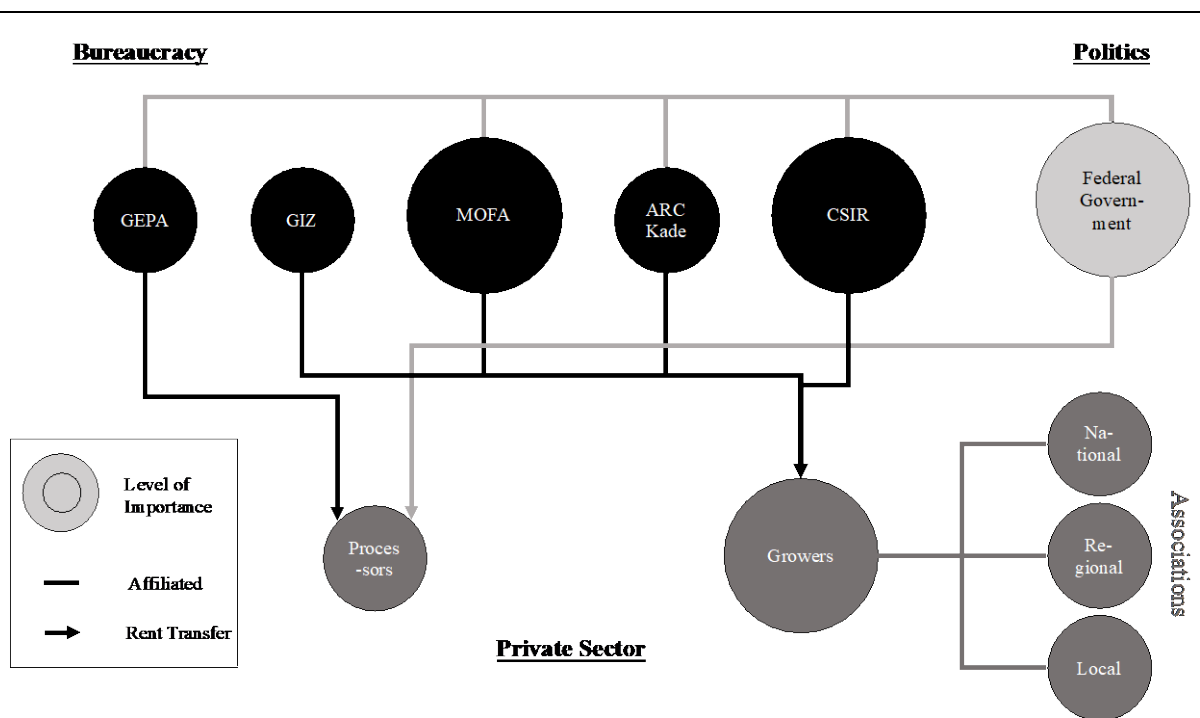 Bureaucracy
Politics
GEPA
GIZ
MOFA
ARC
Kade
CSIR
Federal
Govern-
ment
Level of
Importance
Affiliated
Rent Transfer
Proces
-sors
Growers
Na-
tional
Re-
gional
Local
Associations
Private Sector